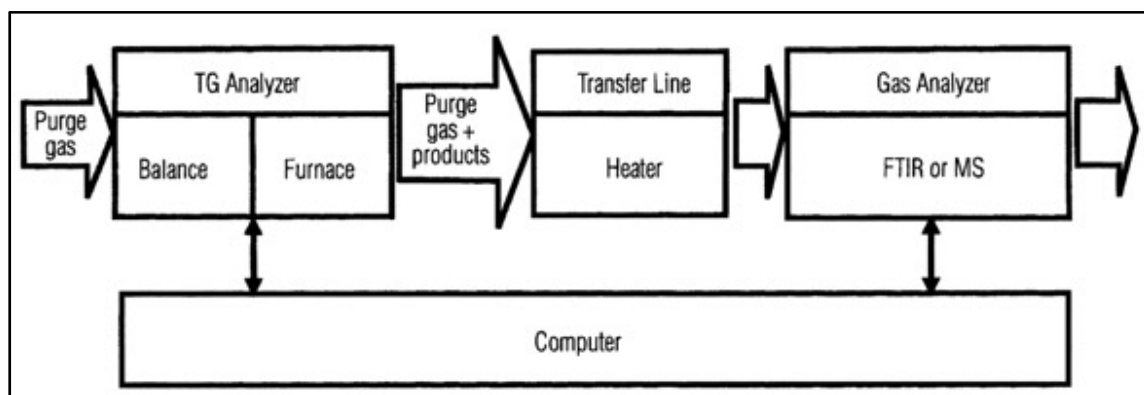 TG Analyzer
Transfer Line
Gas Analyzer
Purge
gas
Balance
Furnace
Purge
gas +
products
Heater
FTIR or MS
Computer